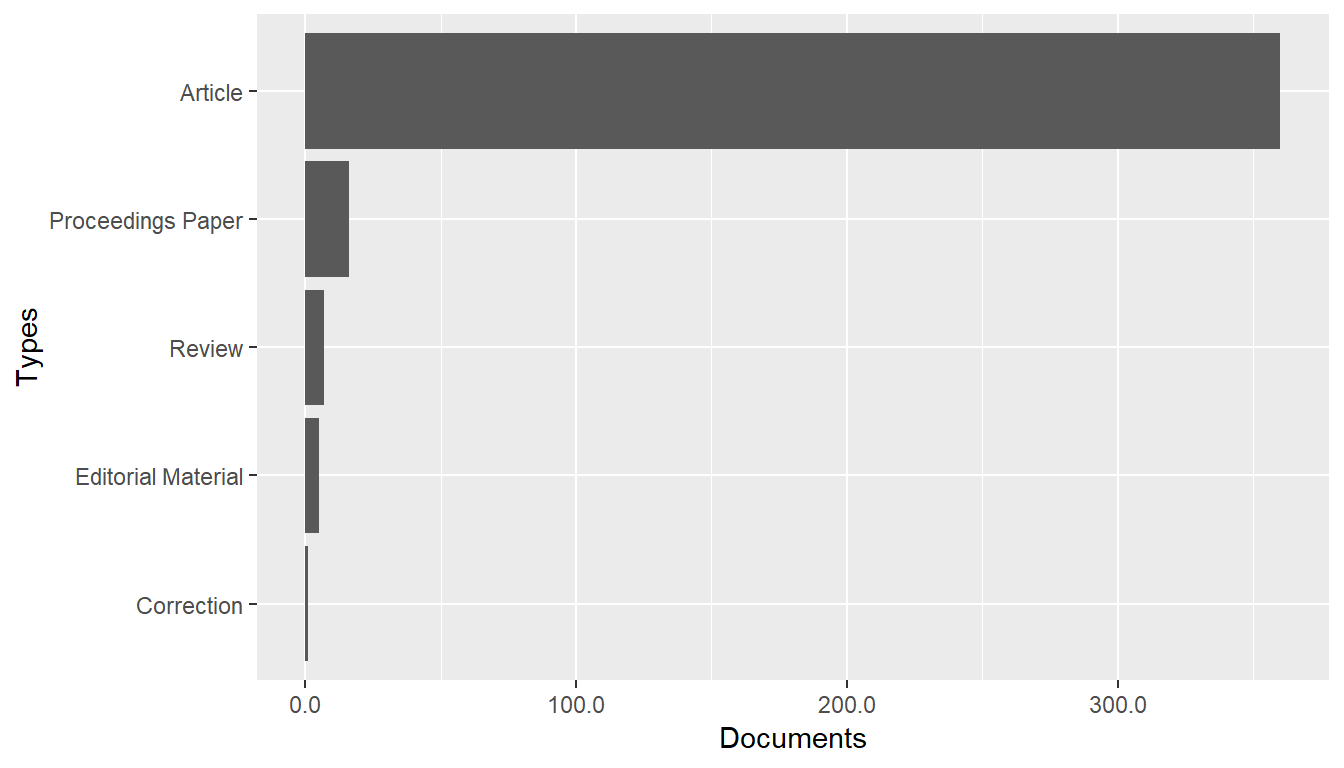 Types
Article
Proceedings Paper
Review
Editorial Material
Correction
0.0 100.0 200.0 300.0
Documents